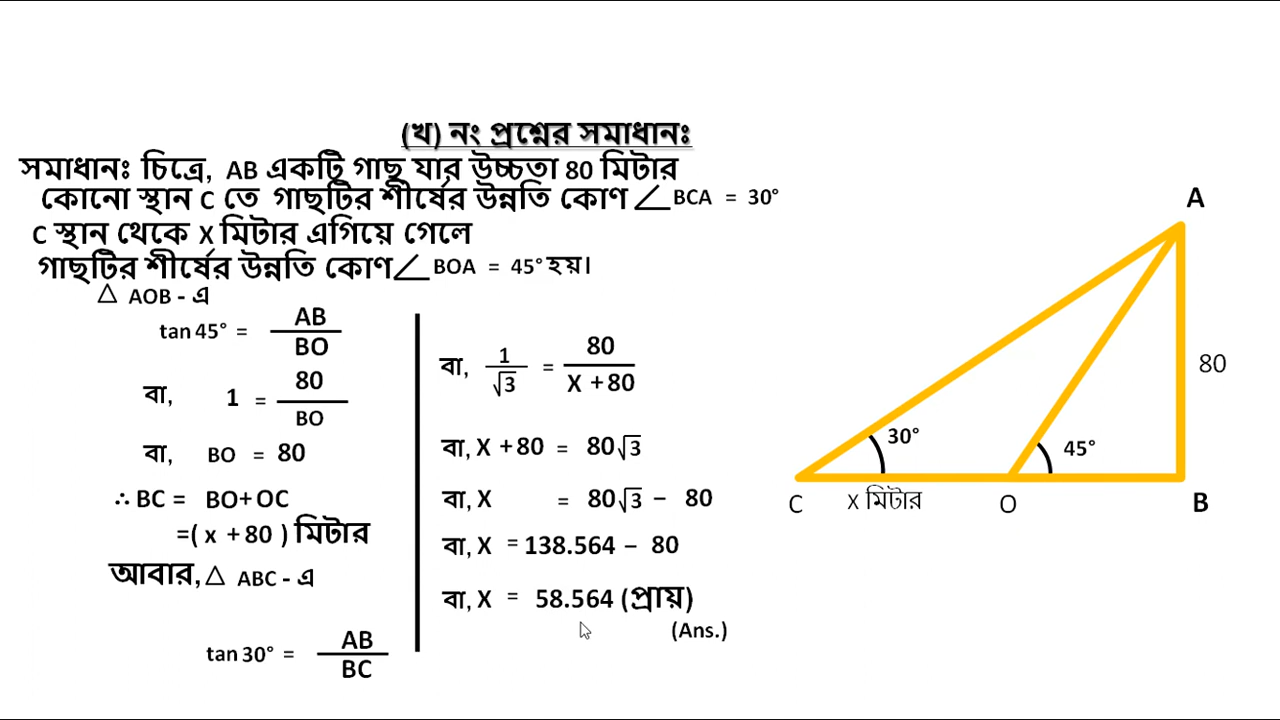 (খ) নং প্রশ্নের সমাধানঃ
সমাধানঃ চিত্রে, AB একটি গাছ যার উচ্চতা 80 মিটার
কোনো স্থান C তে গাছটির শীর্ষের উন্নতি কোণ ∠BCA = 30°
C স্থান থেকে X মিটার এগিয়ে গেলে
গাছটির শীর্ষের উন্নতি কোণ ∠BOA = 45° হয়।
△ AOB - এ
tan 45° = AB/BO
বা, 1 = 80/BO
বা, BO = 80
∴ BC = BO+OC
=( x +80 ) মিটার
আবার, △ ABC - এ
tan 30° = AB/BC
বা, 1/√3 = 80/X +80
বা, X +80 = 80√3
বা, X = 80√3 − 80
বা, X = 138.564 − 80
বা, X = 58.564 (প্রায়)
(Ans.)
A
80
30°
45°
C
X মিটার
O
B